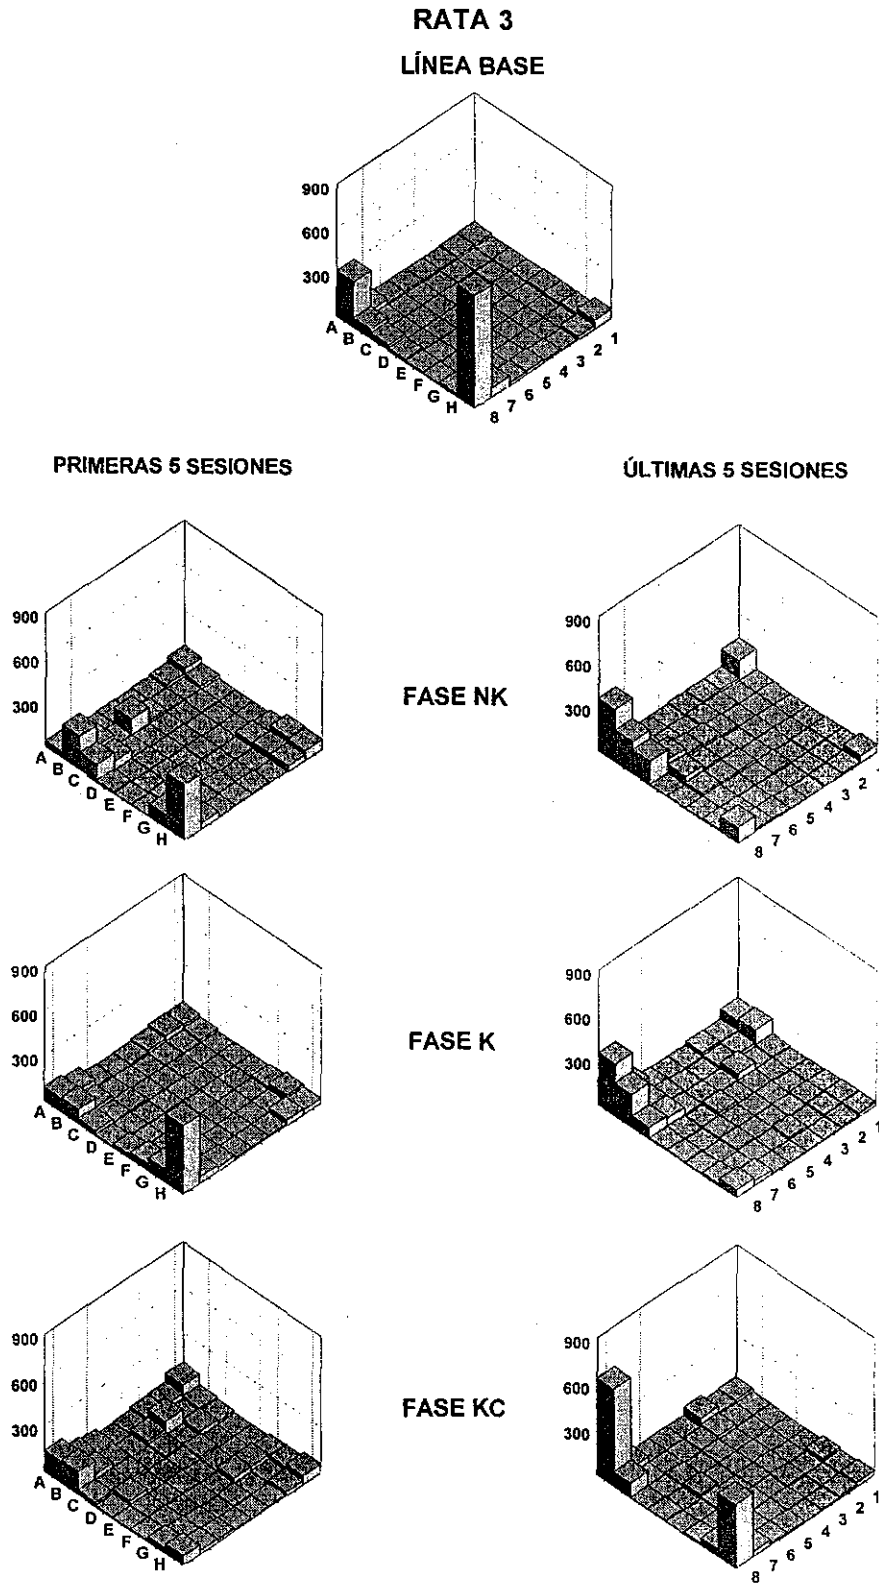 RATA 3
LÍNEA BASE
900
600
300
A B C D E F G H
8 7 6 5 4 3 2 1
PRIMERAS 5 SESIONES
ÚLTIMAS 5 SESIONES
900
600
300
A B C D E F G H
FASE NK
900
600
300
8 7 6 5 4 3 2 1
900
600
300
A B C D E F G H
FASE K
900
600
300
8 7 6 5 4 3 2 1
900
600
300
A B C D E F G H
FASE KC
900
600
300
8 7 6 5 4 3 2 1